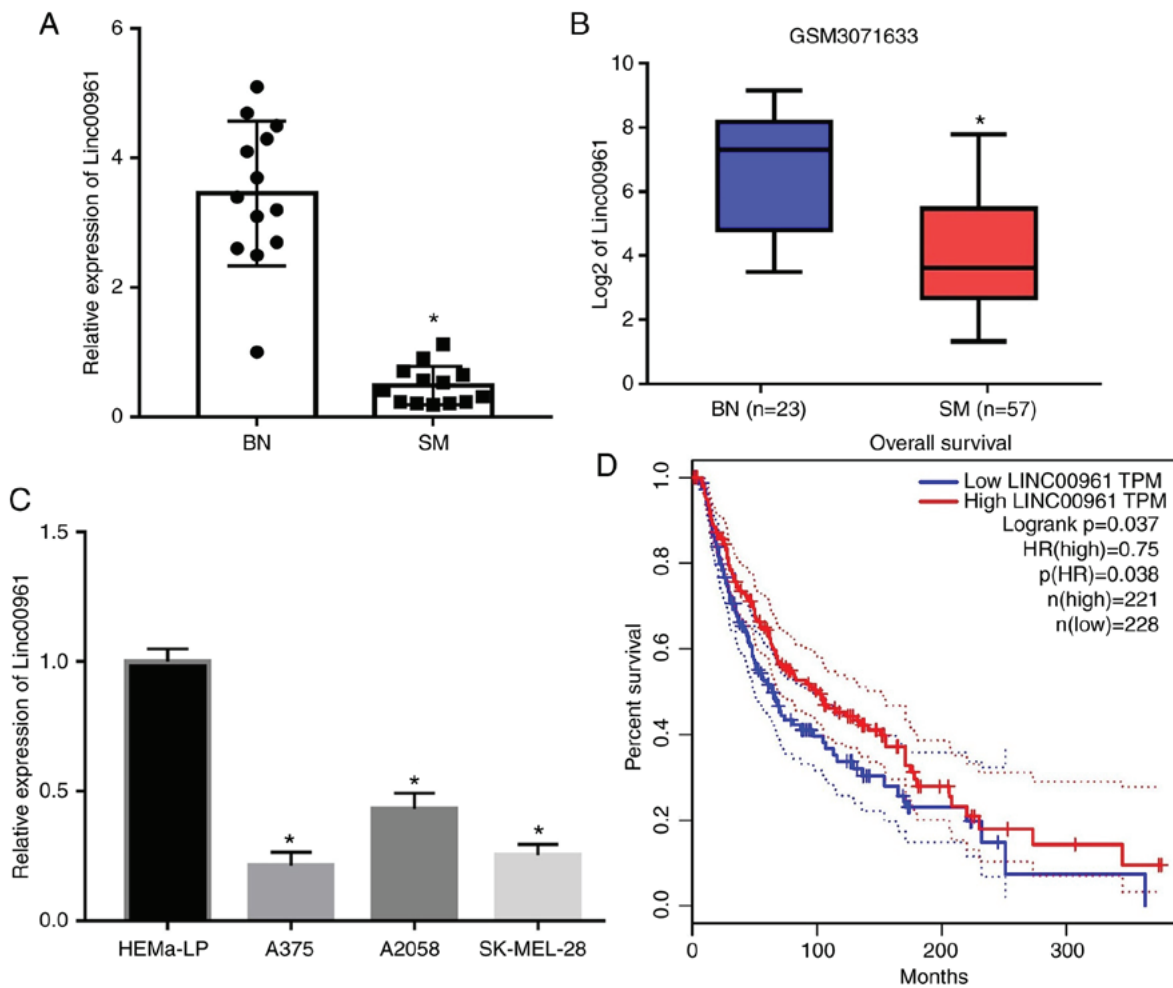 A
Relative expression of Linc00961
6
4
2
0
*
BN
SM
B
GSM3071633
Log2 of Linc00961
10
8
6
4
2
0
*
BN (n=23)
SM (n=57)
C
Relative expression of Linc00961
1.5
1.0
0.5
0.0
*
*
*
HEMa-LP
A375
A2058
SK-MEL-28
D
Overall survival
Low LINC00961 TPM
High LINC00961 TPM
Logrank p=0.037
HR(high)=0.75
p(HR)=0.038
n(high)=221
n(low)=228
Percent survival
1.0
0.8
0.6
0.4
0.2
0.0
0
100
200
300
Months